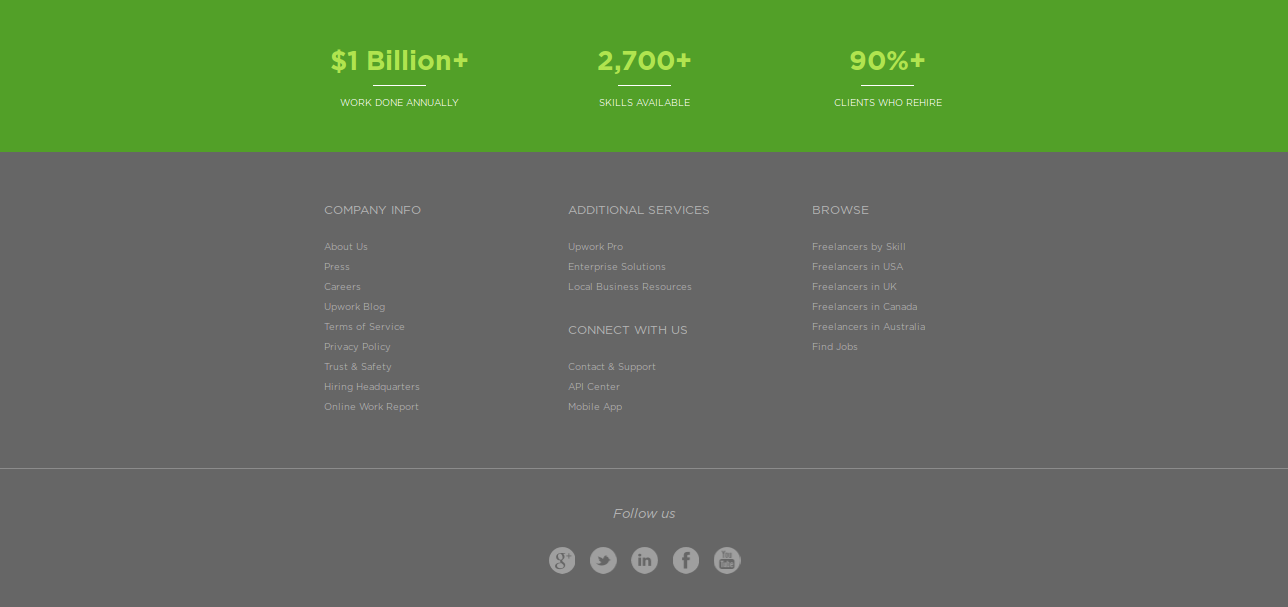 $1 Billion+
WORK DONE ANNUALLY
2,700+
SKILLS AVAILABLE
90%+
CLIENTS WHO REHIRE
COMPANY INFO
About Us
Press
Careers
Upwork Blog
Terms of Service
Privacy Policy
Trust & Safety
Hiring Headquarters
Online Work Report
ADDITIONAL SERVICES
Upwork Pro
Enterprise Solutions
Local Business Resources
CONNECT WITH US
Contact & Support
API Center
Mobile App
BROWSE
Freelancers by Skill
Freelancers in USA
Freelancers in UK
Freelancers in Canada
Freelancers in Australia
Find Jobs
Follow us
g+
in
f
You
Tube